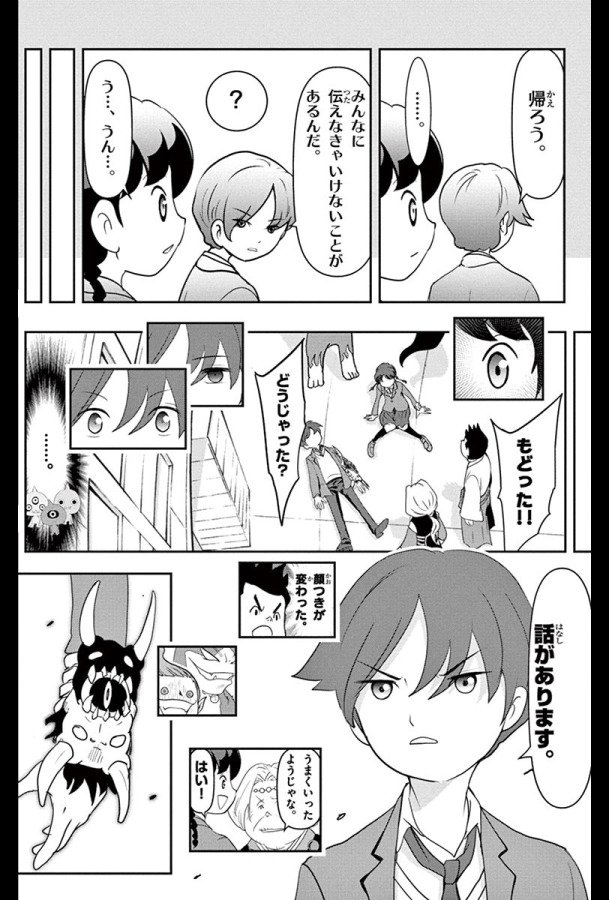 帰ろう。
……。
みんなに
伝えなきゃいけないことが
あるんだ。
？
う…、うん…。
もどった!!
どうじゃった？
……。
話があります。
顔つきが
変わった。
うまくいった
ようじゃな。
はい！